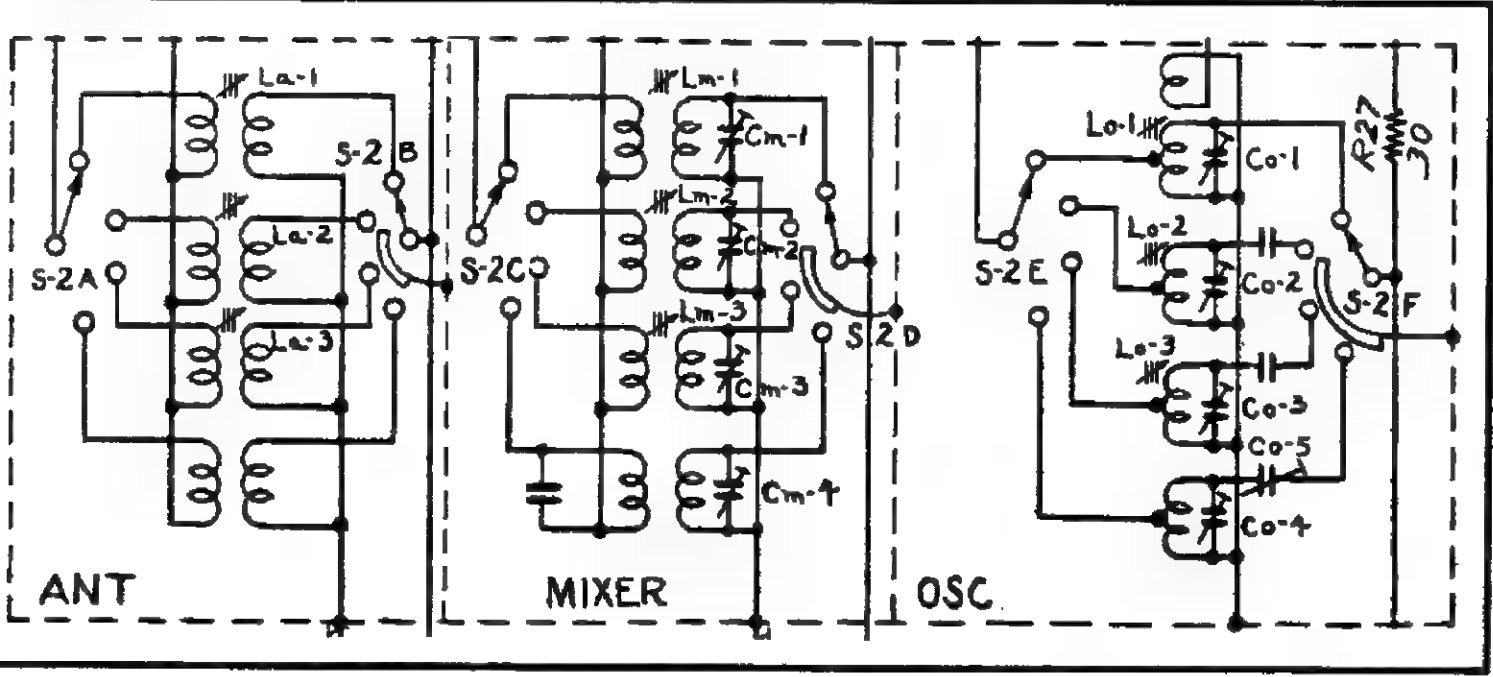 La-1
S-2 B
La-2
S-2A
La-3
ANT
Lm-1
Cm-1
Lm-2
Cm-2
S-2C
Lm-3
S-2 D
Cm-3
Cm-4
MIXER
Lo-1
Co-1
R27
30
Lo-2
S-2 E
Co-2
S-2 F
Lo-3
Co-3
Co-5
Co-4
OSC